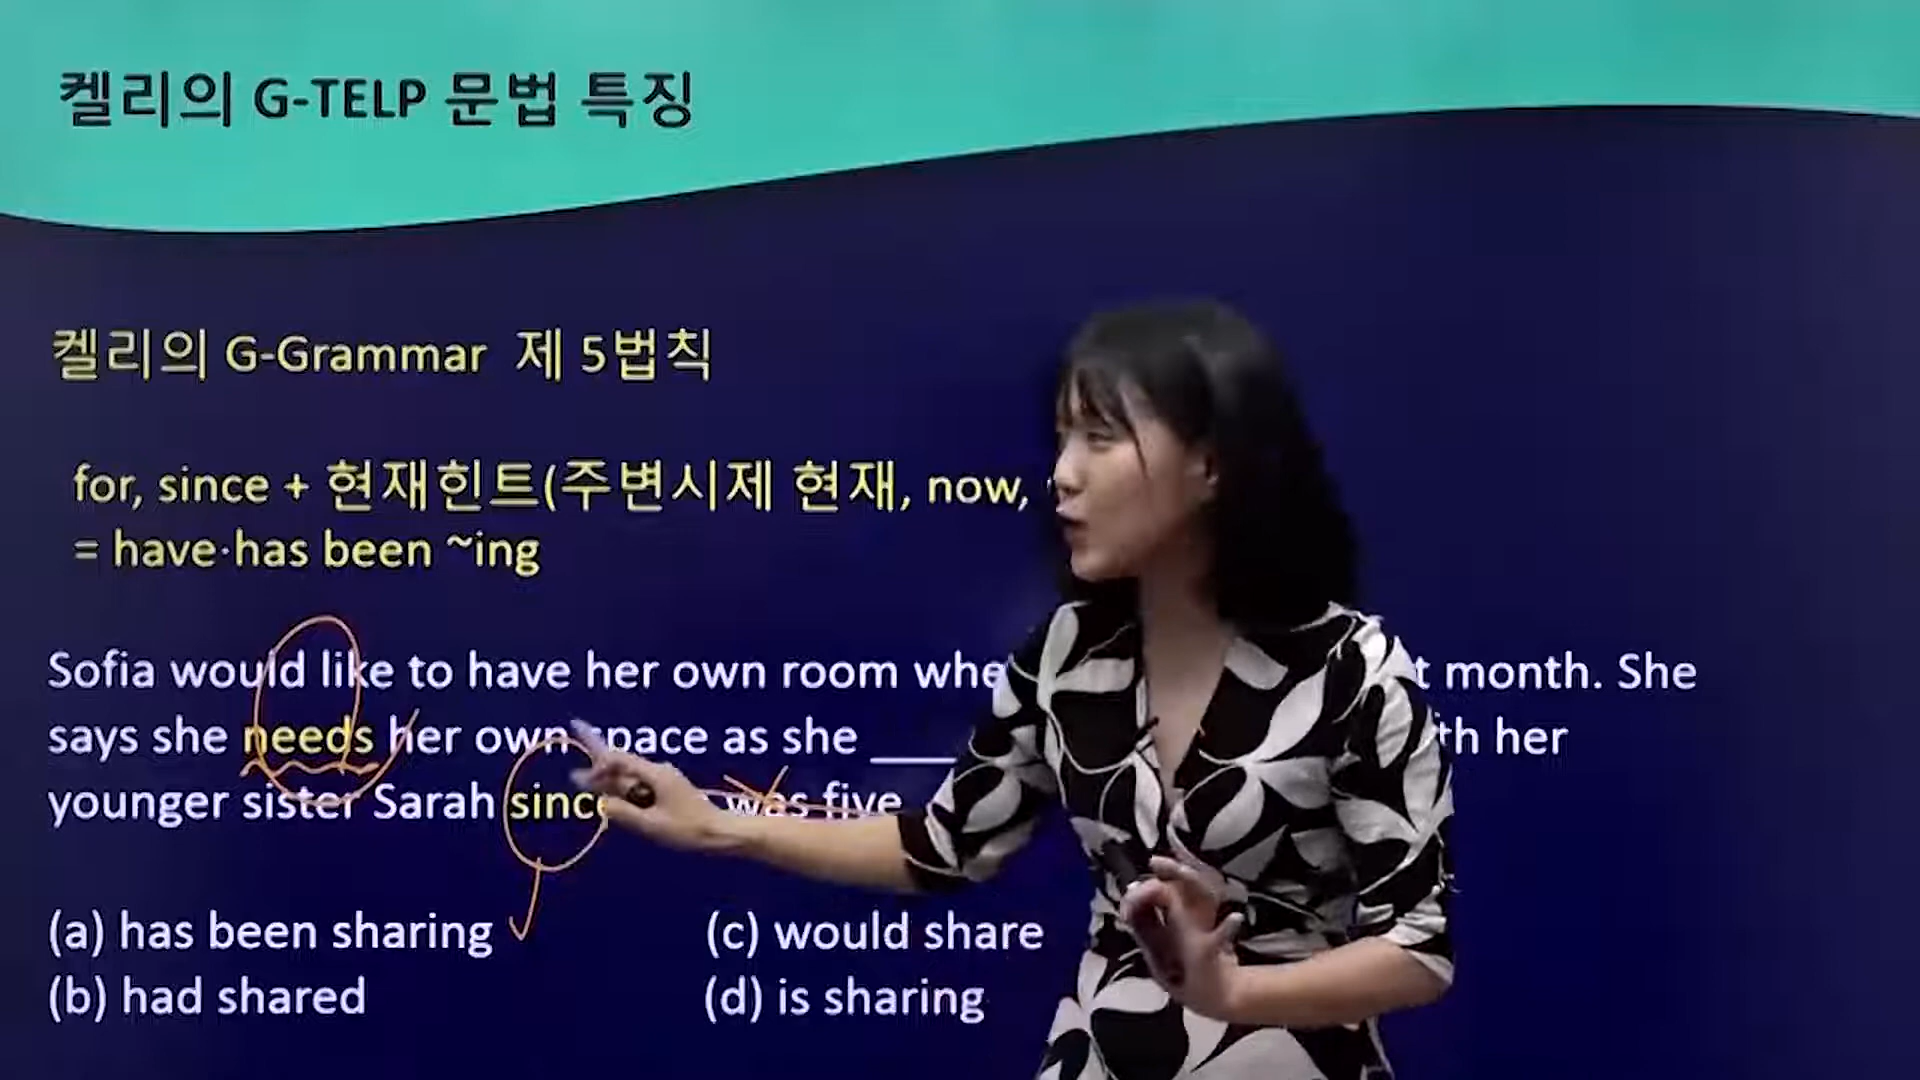 켈리의 G-TELP 문법 특징
켈리의 G-Grammar 제 5법칙
for, since + 현재힌트(주변시제 현재, now,
= have·has been ~ing
Sofia would like to have her own room month. She
says she needs her own space as she ____ her
younger sister Sarah since was five
(a) has been sharing (c) would share
(b) had shared (d) is sharing